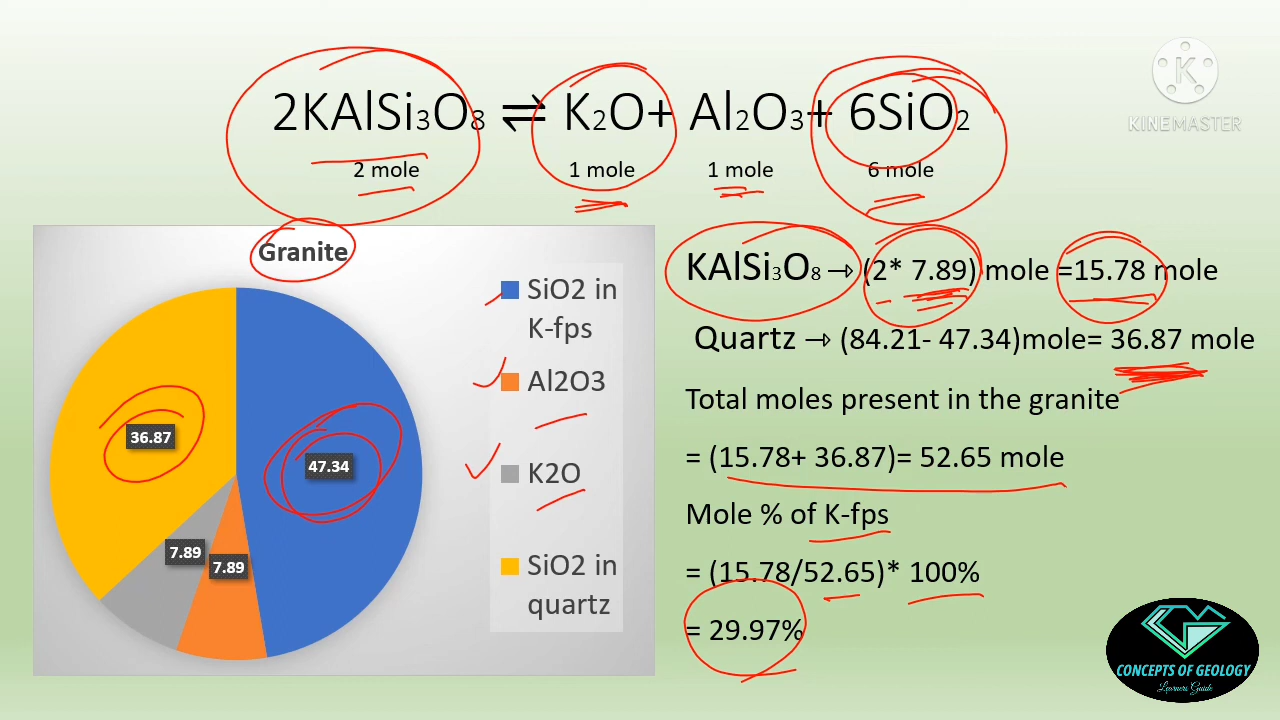 2KAlSi3O8 ⇌ K2O+ Al2O3+ 6SiO2
2 mole 1 mole 1 mole 6 mole
K
KINEMASTER
Granite
SiO2 in
K-fps
Al2O3
K2O
SiO2 in
quartz
36.87
47.34
7.89
7.89
KAlSi3O8 → (2* 7.89) mole =15.78 mole
Quartz → (84.21- 47.34)mole= 36.87 mole
Total moles present in the granite
= (15.78+ 36.87)= 52.65 mole
Mole % of K-fps
= (15.78/52.65)* 100%
= 29.97%
CONCEPTS OF GEOLOGY
Learners Guide